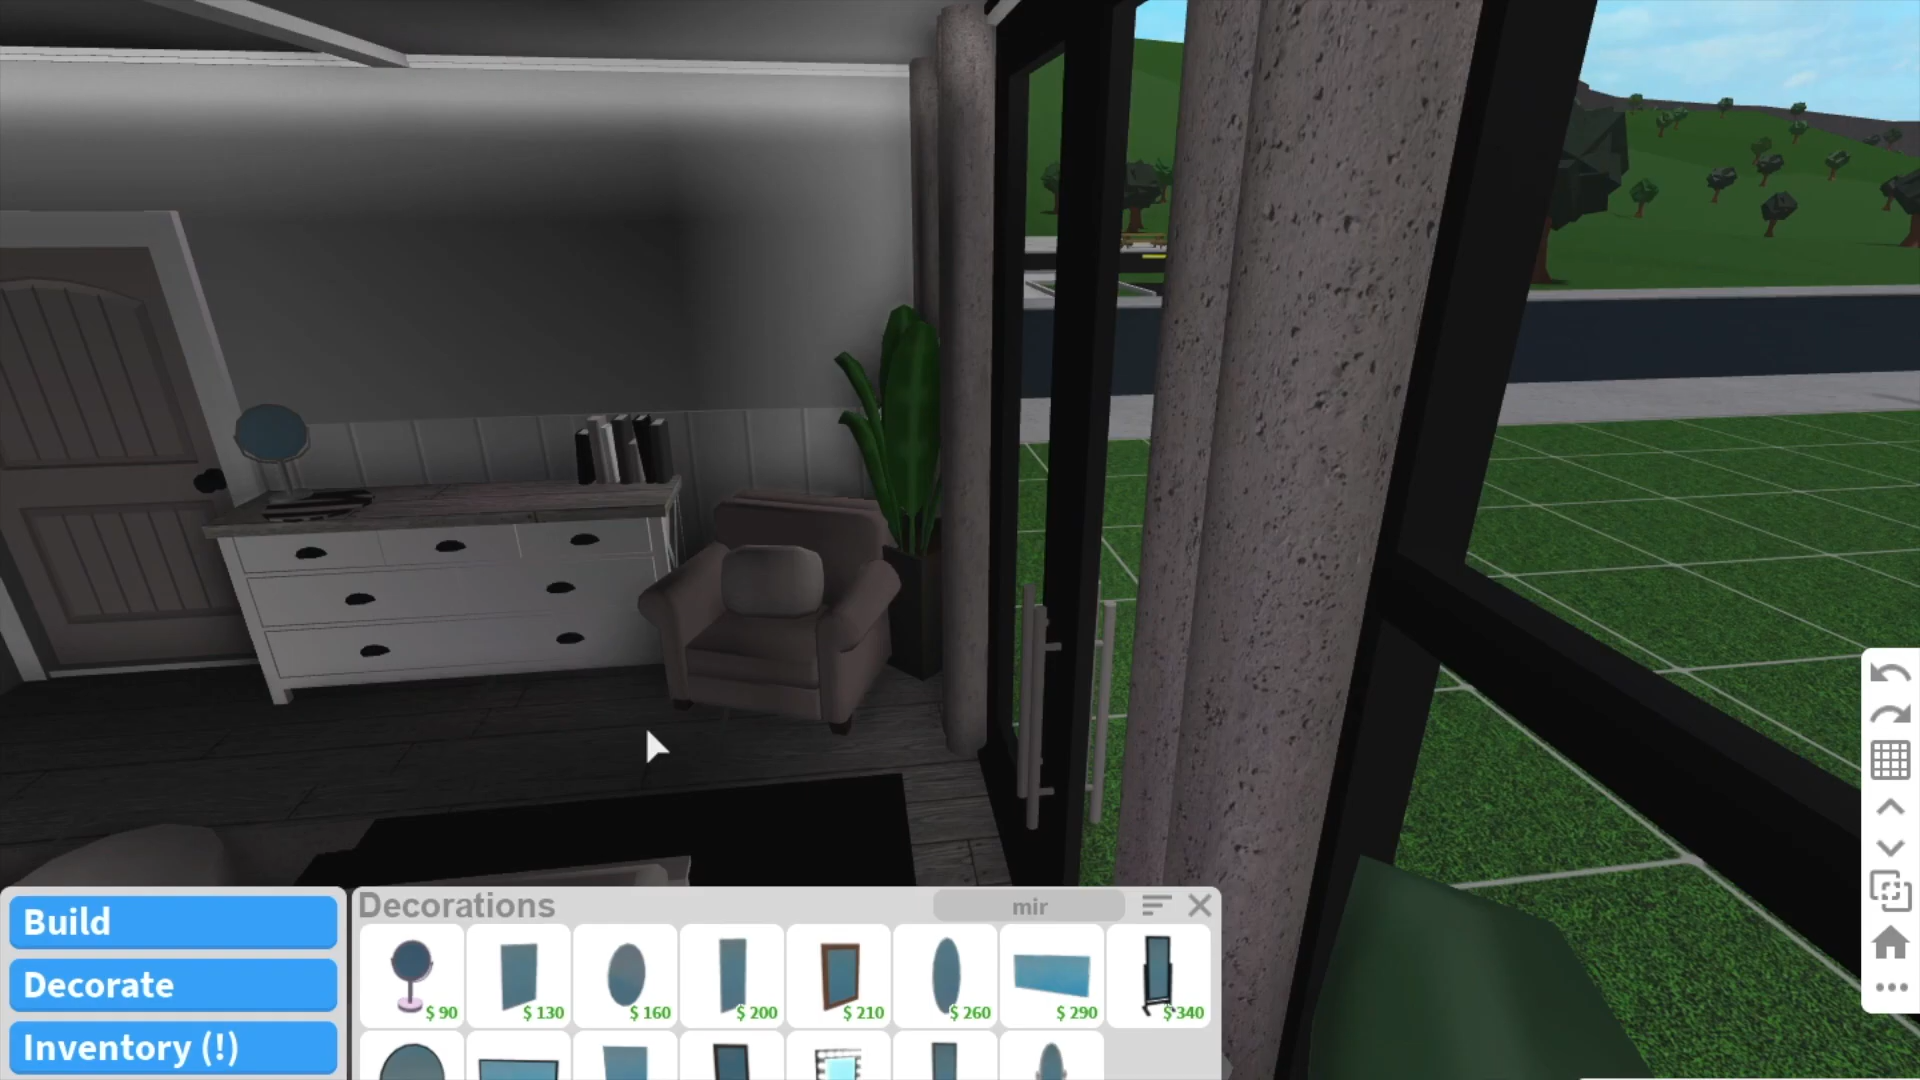 Decorations
mir
Build
Decorate
Inventory (!)
$ 90
$ 130
$ 160
$ 200
$ 210
$ 260
$ 290
$ 340